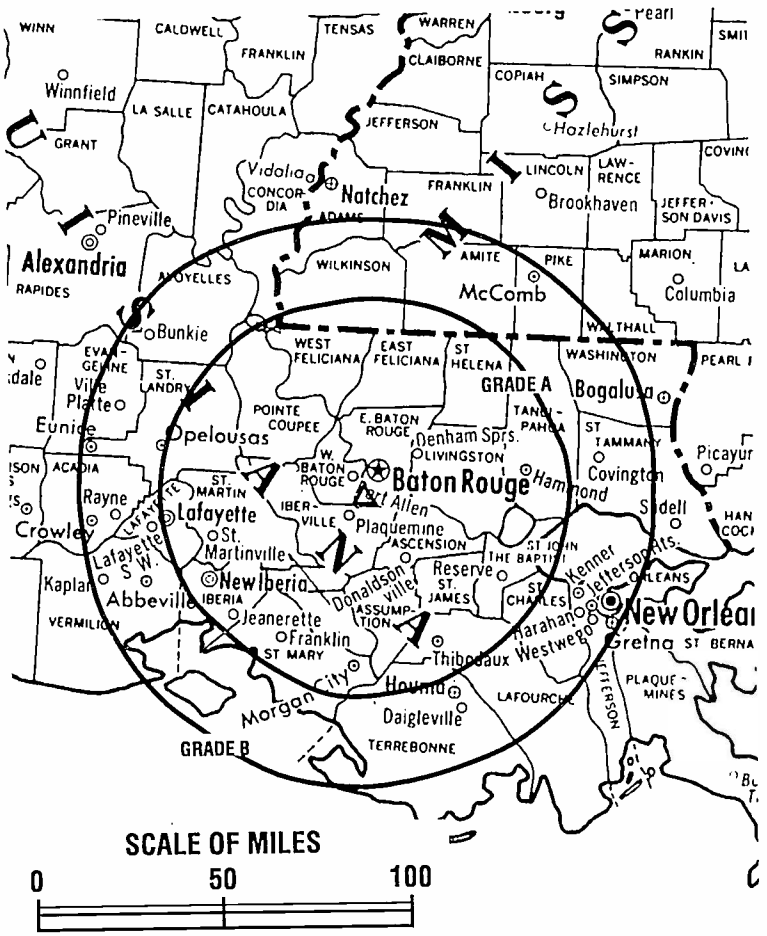 WINN
CALDWELL
FRANKLIN
TENSAS
WARREN
CLAIBORNE
Pearl
RANKIN
COPIAH
SIMPSON
Winnfield
LA SALLE
CATAHOULA
JEFFERSON
Hazlehurst
GRANT
Vidalia
CONCOR-
DIA
Natchez
ADAMS
FRANKLIN
LINCOLN
LAW-
RENCE
Brookhaven
JEFFER-
SON DAVIS
Pineville
Alexandria
RAPIDES
AVOYELLES
WILKINSON
AMITE
PIKE
MARION
McComb
Columbia
WALTHALL
Bunkie
EVAN-
GELINE
Ville
Platte
ST.
LANDRY
WEST
FELICIANA
EAST
FELICIANA
ST
HELENA
WASHINGTON
GRADE A
Bogalusa
TANGI-
PAHOA
POINTE
COUPEE
E. BATON
ROUGE
Eunice
Opelousas
Denham Sprs.
LIVINGSTON
ST
TAMMANY
ACADIA
ST.
MARTIN
W.
BATON
ROUGE
Baton Rouge
Hammond
Covington
Rayne
LAFAYETTE
Port Allen
IBER-
VILLE
Crowley
Lafayette
Plaquemine
Lafayette
S W.
St.
Martinville
ASCENSION
Reserve
ST JOHN
THE BAPTIST
Kenner
Jefferson Hts.
ORLEANS
Kaplan
Abbeville
New Iberia
IBERIA
Donaldson-
ville
ST.
JAMES
ST
CHARLES
New Orlea
VERMILION
Jeanerette
Franklin
ASSUMP-
TION
Harahan
Westwego
Gretna
ST BERNA
ST MARY
Thibodaux
Morgan City
Houma
LAFOURCHE
JEFFERSON
PLAQUE-
MINES
Daigleville
GRADE B
TERREBONNE
SCALE OF MILES
0 50 100